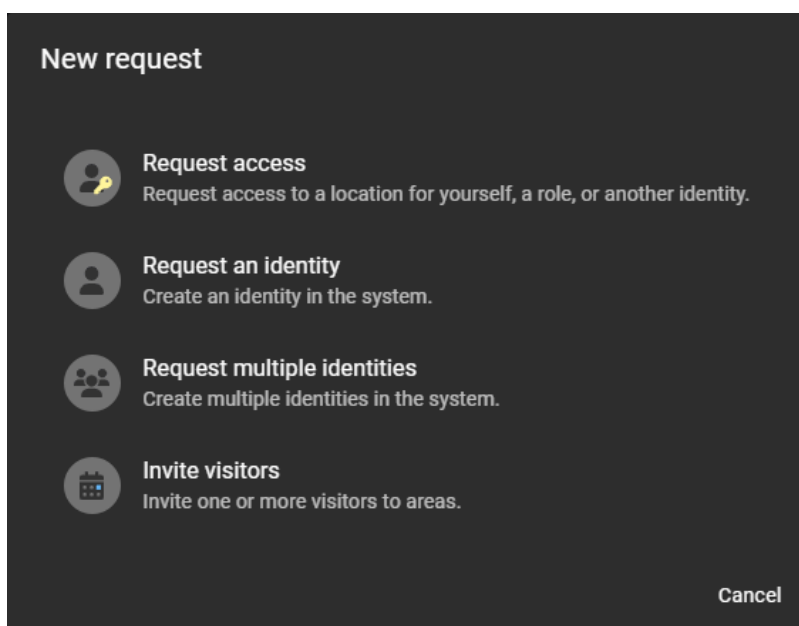 New request
Request access
Request access to a location for yourself, a role, or another identity.
Request an identity
Create an identity in the system.
Request multiple identities
Create multiple identities in the system.
Invite visitors
Invite one or more visitors to areas.
Cancel